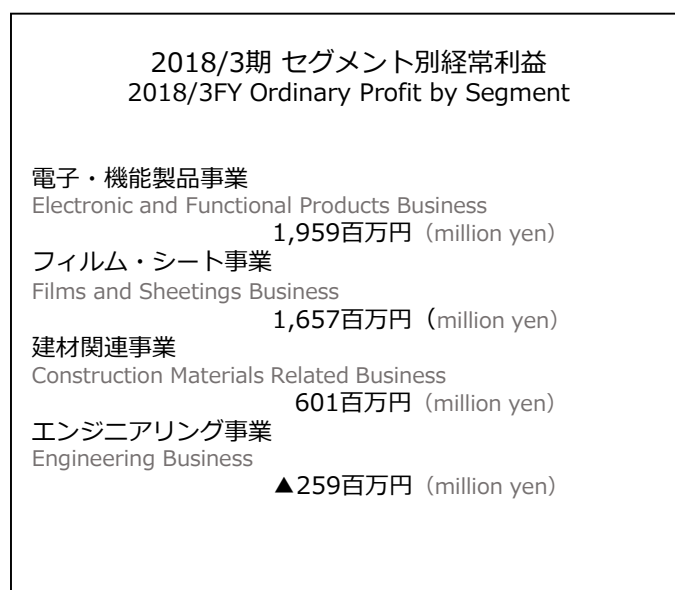 2018/3期 セグメント別経常利益
2018/3FY Ordinary Profit by Segment
電子・機能製品事業
Electronic and Functional Products Business
1,959百万円（million yen）
フィルム・シート事業
Films and Sheetings Business
1,657百万円（million yen）
建材関連事業
Construction Materials Related Business
601百万円（million yen）
エンジニアリング事業
Engineering Business
▲259百万円（million yen）